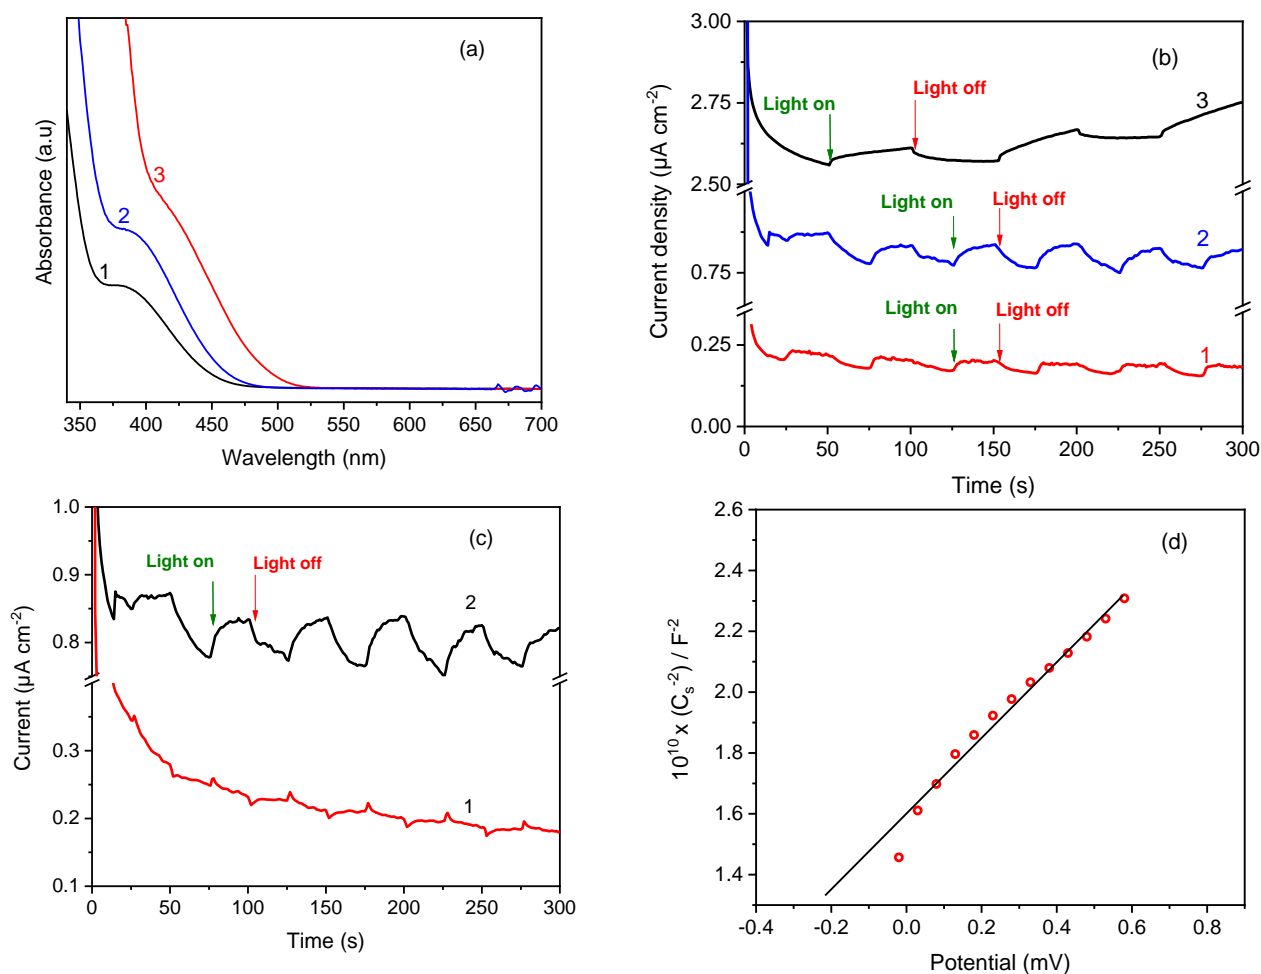 (a)
Absorbance (a.u)
3
2
1
350 400 450 500 550 600 650 700
Wavelength (nm)
(b)
Current density (µA cm⁻²)
3.00
2.75
2.50
0.75
0.25
0.00
Light on
Light off
3
Light on
Light off
2
Light on
Light off
1
0 50 100 150 200 250 300
Time (s)
(c)
Current (µA cm⁻²)
1.0
0.9
0.8
0.3
0.2
0.1
Light on
Light off
2
1
0 50 100 150 200 250 300
Time (s)
(d)
10¹⁰ x (Cₛ⁻²) / F⁻²
2.6
2.4
2.2
2.0
1.8
1.6
1.4
-0.4 -0.2 0.0 0.2 0.4 0.6 0.8
Potential (mV)